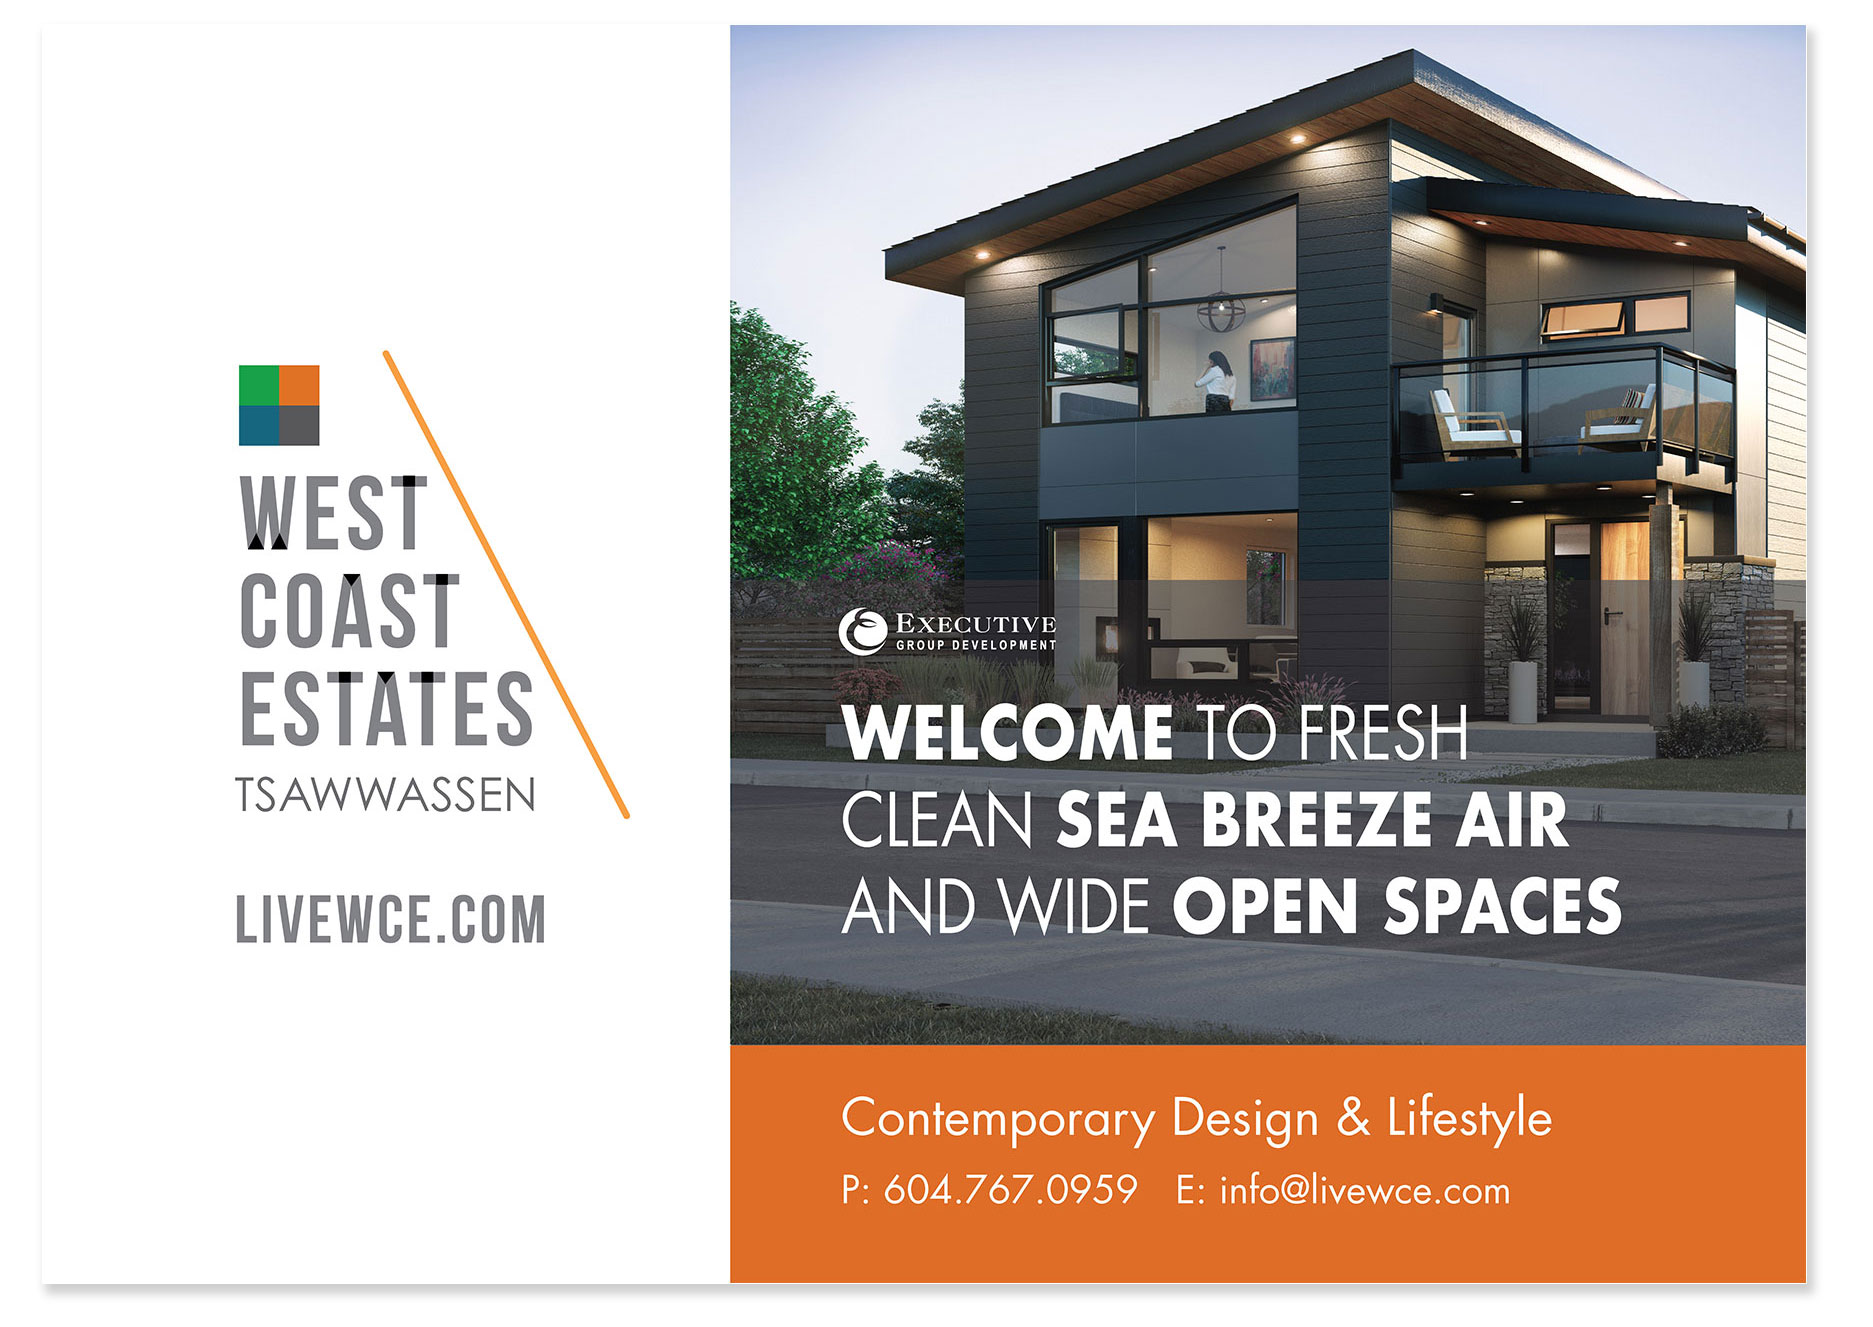 WEST
COAST
ESTATES
TSAWWASSEN
LIVEWCE.COM
EXECUTIVE
GROUP DEVELOPMENT
WELCOME TO FRESH
CLEAN SEA BREEZE AIR
AND WIDE OPEN SPACES
Contemporary Design & Lifestyle
P: 604.767.0959 E: info@livewce.com